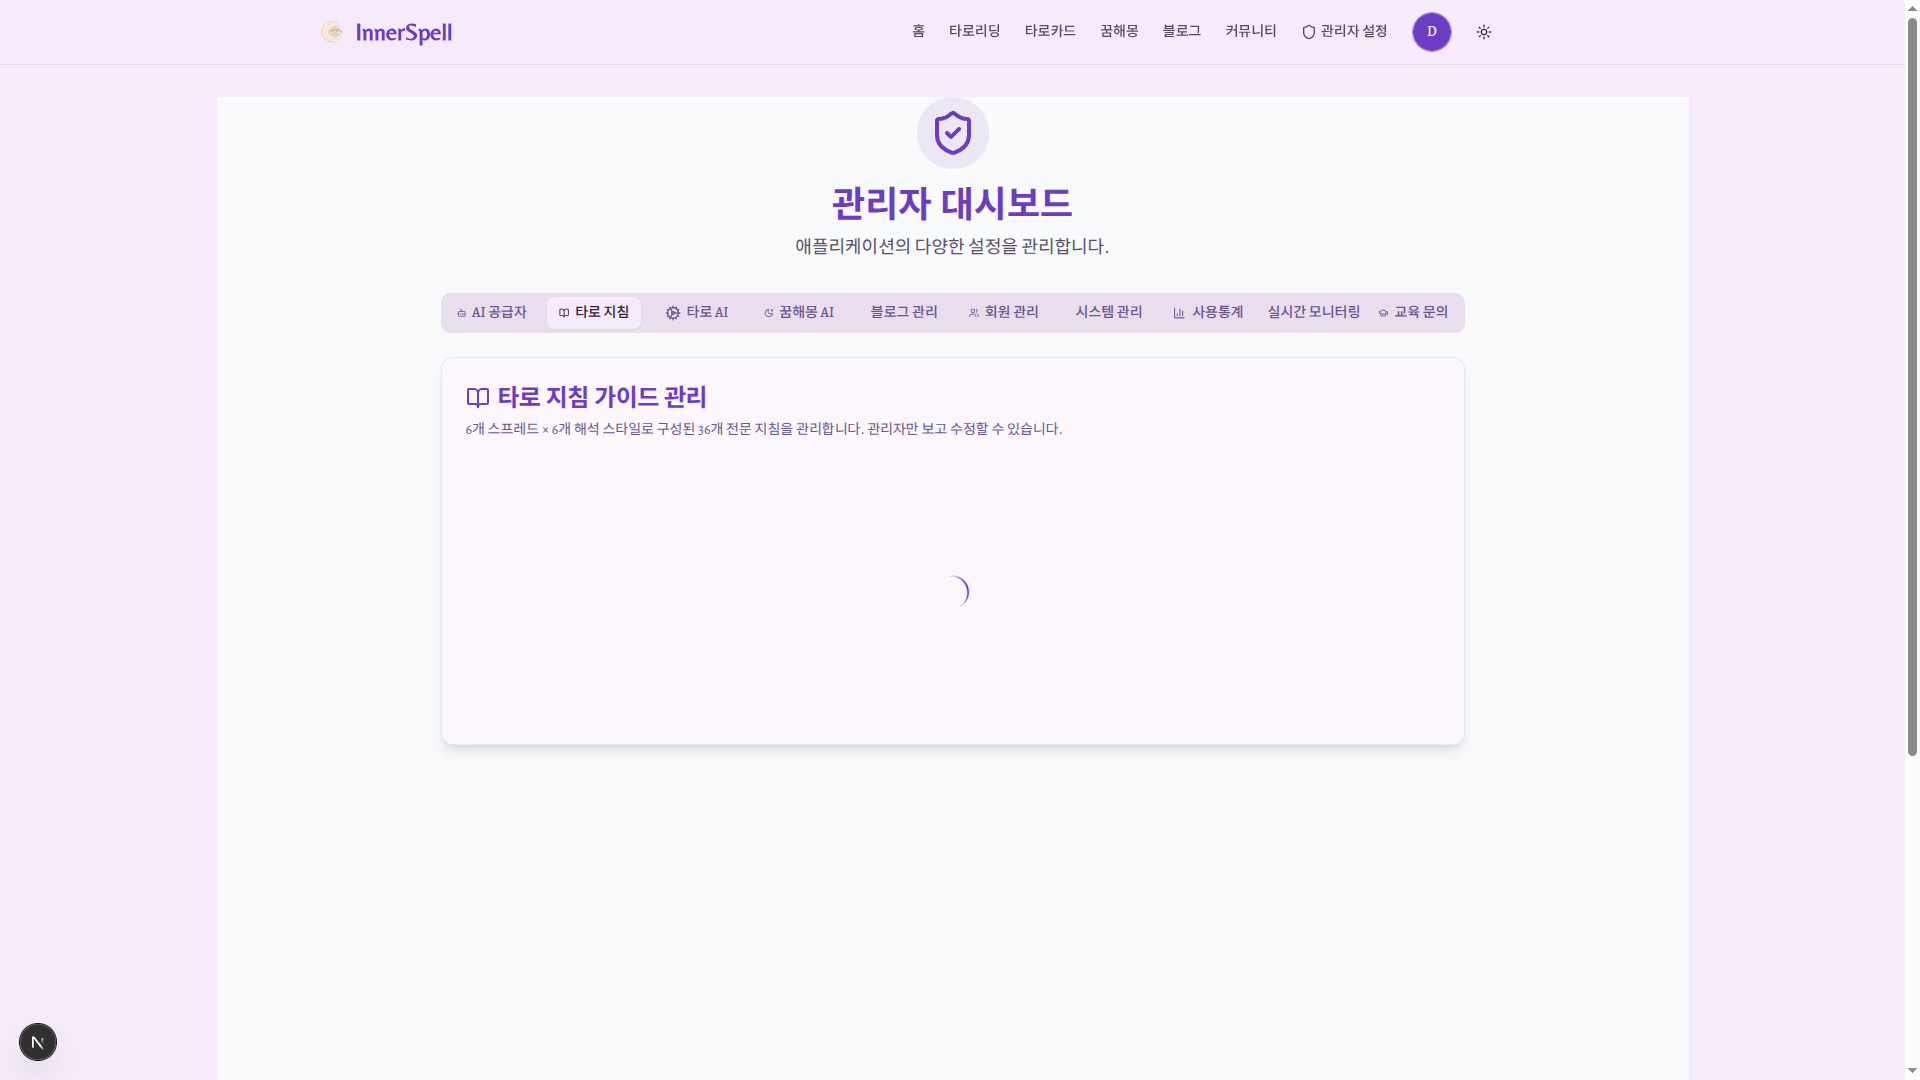 InnerSpell
홈 타로리딩 타로카드 꿈해몽 블로그 커뮤니티 관리자 설정 D
관리자 대시보드
애플리케이션의 다양한 설정을 관리합니다.
AI 공급자 타로 지침 타로 AI 꿈해몽 AI 블로그 관리 회원 관리 시스템 관리 사용통계 실시간 모니터링 교육 문의
타로 지침 가이드 관리
6개 스프레드 × 6개 해석 스타일로 구성된 36개 전문 지침을 관리합니다. 관리자만 보고 수정할 수 있습니다.
N